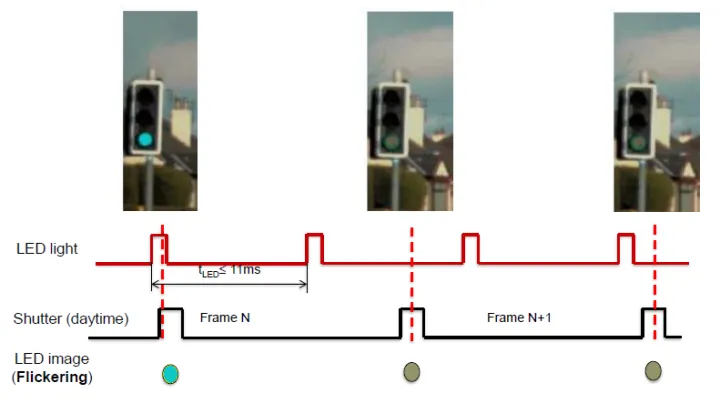 LED light
tLED≤ 11ms
Shutter (daytime)
Frame N
Frame N+1
LED image
(Flickering)